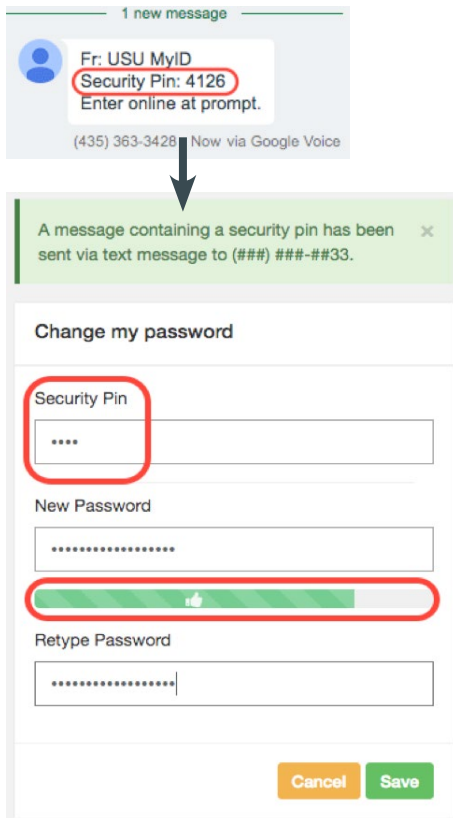 1 new message
Fr: USU MyID
Security Pin: 4126
Enter online at prompt.
(435) 363-3428 Now via Google Voice
A message containing a security pin has been ×
sent via text message to (###) ###-##33.
Change my password
Security Pin
••••
New Password
••••••••••••••••••
Retype Password
••••••••••••••••••
Cancel Save